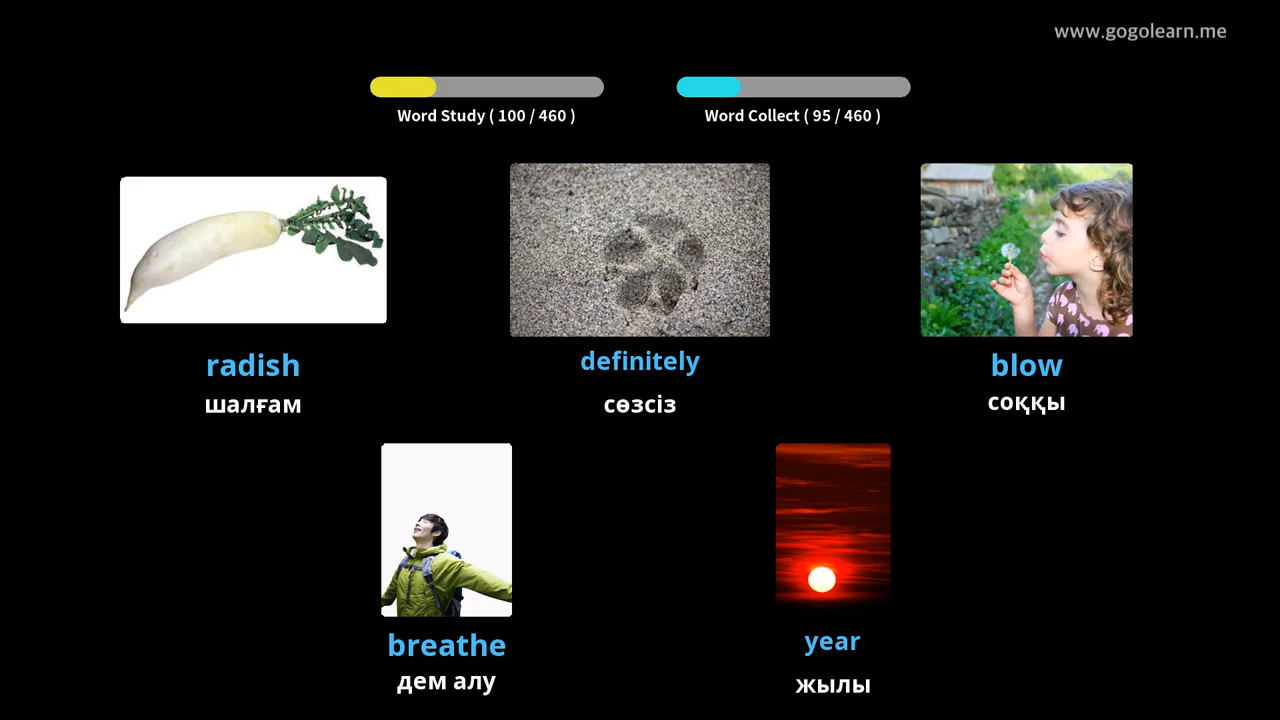 www.gogolearn.me
Word Study ( 100 / 460 )
Word Collect ( 95 / 460 )
radish
шалғам
definitely
сөзсіз
blow
соққы
breathe
дем алу
year
жылы